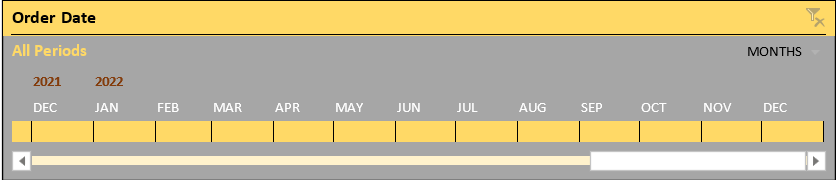 Order Date
All Periods MONTHS
2021 2022
DEC JAN FEB MAR APR MAY JUN JUL AUG SEP OCT NOV DEC